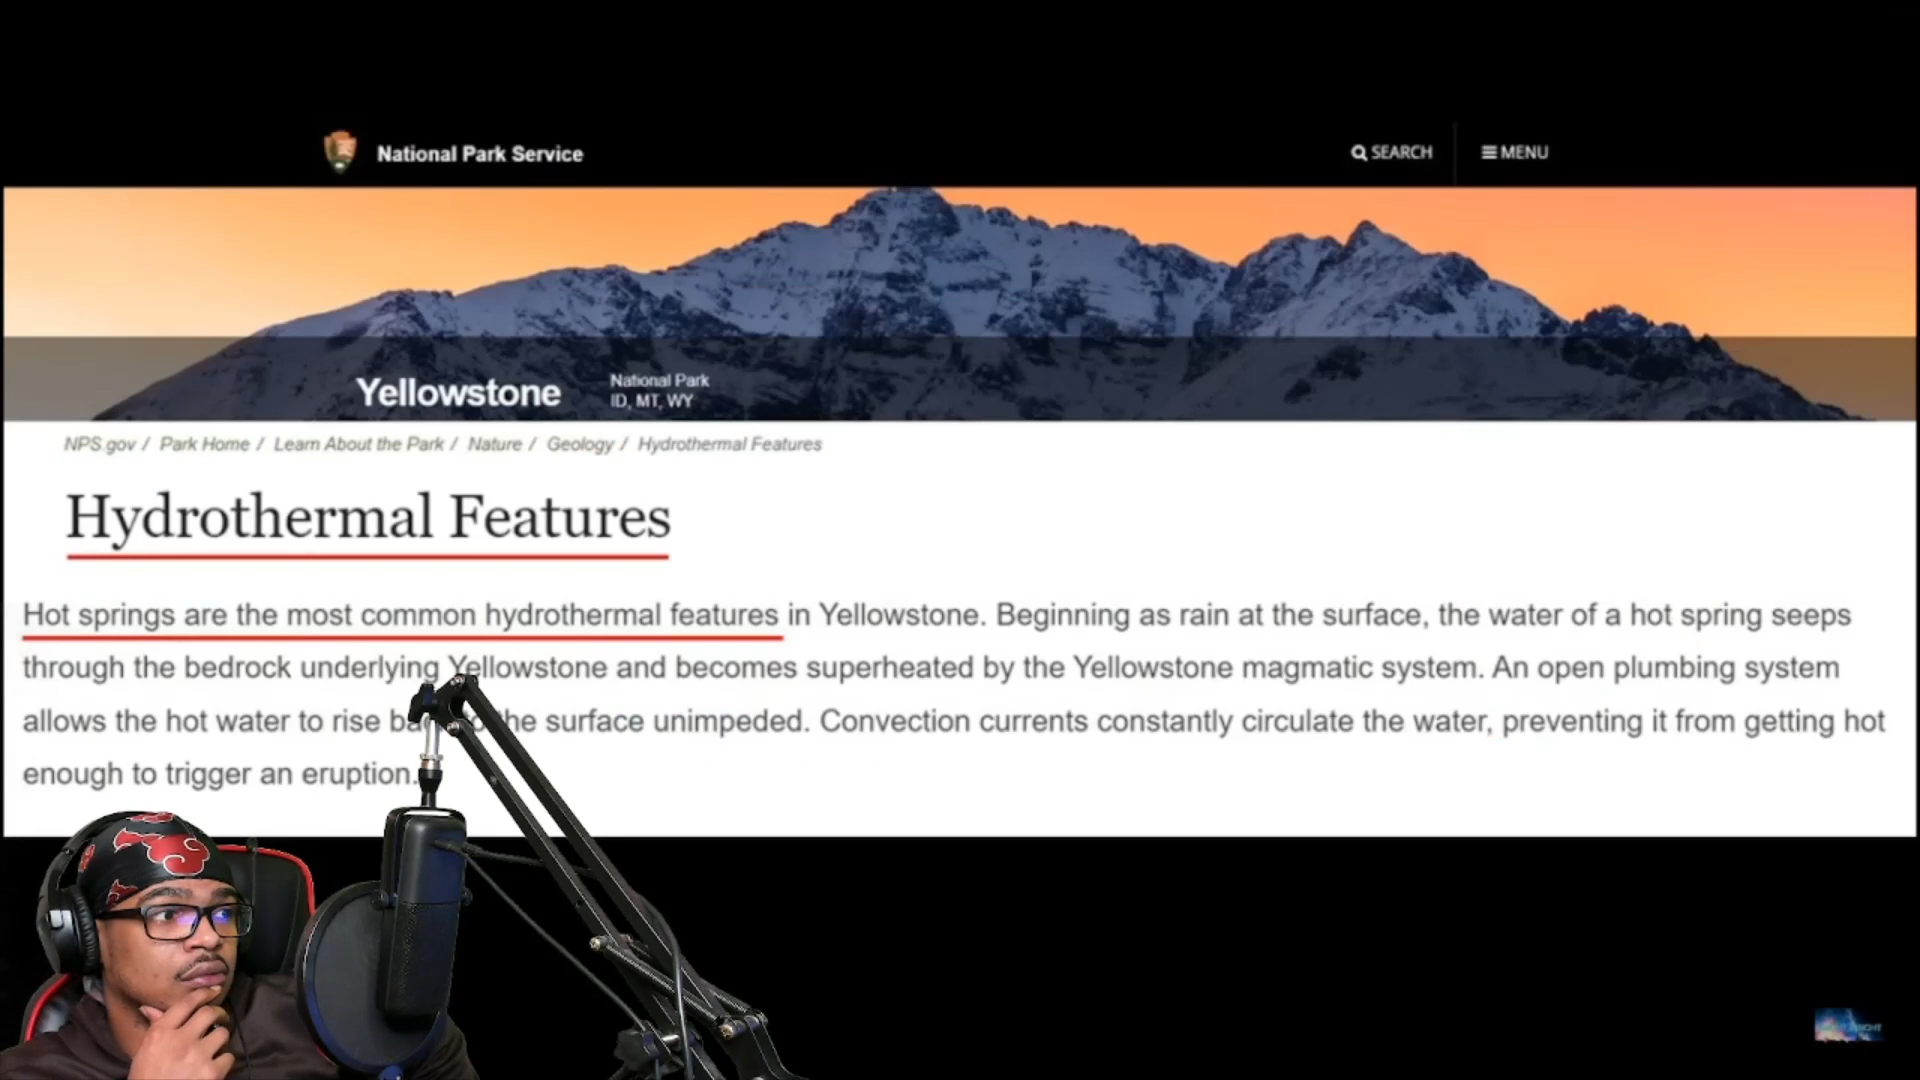 National Park Service
SEARCH
MENU
Yellowstone
National Park
ID, MT, WY
NPS.gov / Park Home / Learn About the Park / Nature / Geology / Hydrothermal Features
Hydrothermal Features
Hot springs are the most common hydrothermal features in Yellowstone. Beginning as rain at the surface, the water of a hot spring seeps
through the bedrock underlying Yellowstone and becomes superheated by the Yellowstone magmatic system. An open plumbing system
allows the hot water to rise the surface unimpeded. Convection currents constantly circulate the water, preventing it from getting hot
enough to trigger an eruption.